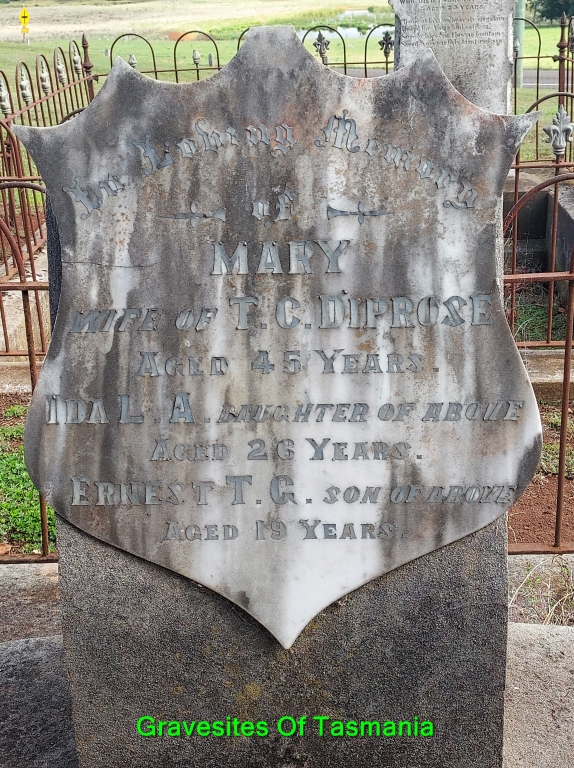 In Loving Memory
of
MARY
WIFE OF T. G. DIPROSE
AGED 45 YEARS.
IDA L. A. DAUGHTER OF ABOVE
AGED 26 YEARS.
ERNEST T. G. SON OF ABOVE
AGED 19 YEARS.
Gravesites Of Tasmania